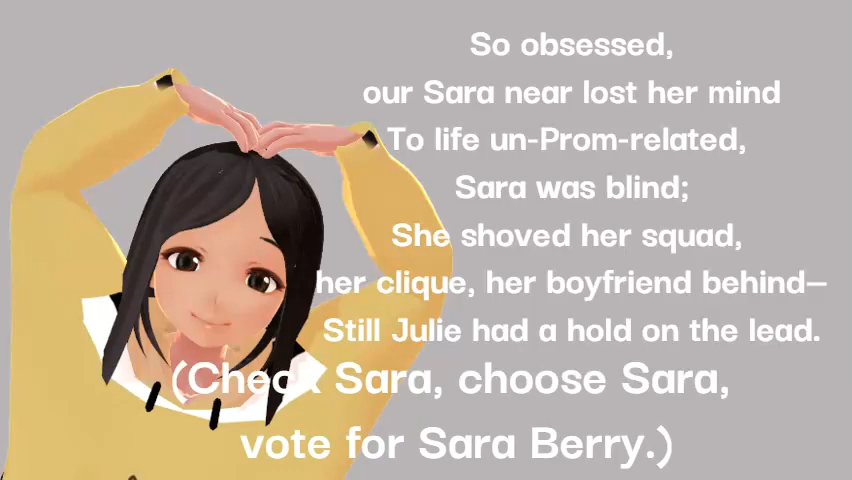 So obsessed,
our Sara near lost her mind
To life un-Prom-related,
Sara was blind;
She shoved her squad,
her clique, her boyfriend behind—
Still Julie had a hold on the lead.
(Check Sara, choose Sara,
vote for Sara Berry.)